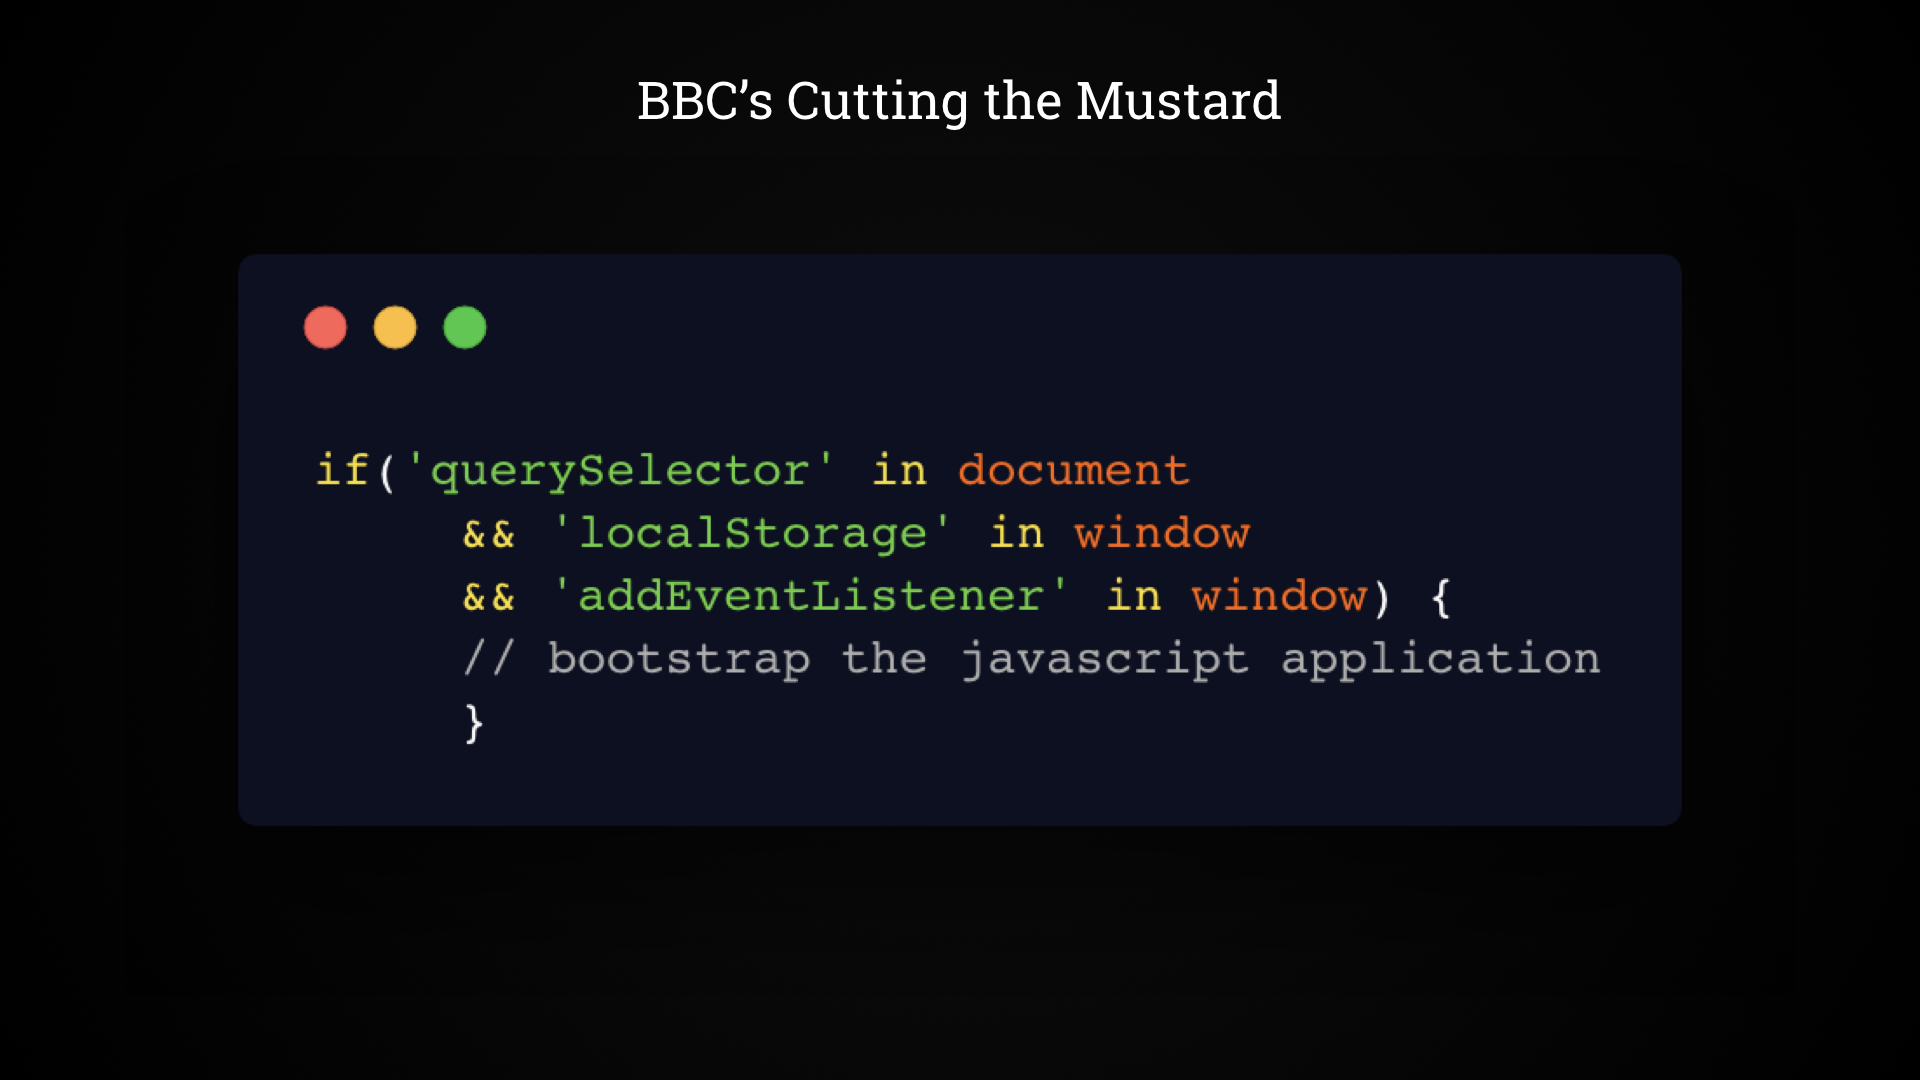 BBC’s Cutting the Mustard
if('querySelector' in document
&& 'localStorage' in window
&& 'addEventListener' in window) {
// bootstrap the javascript application
}